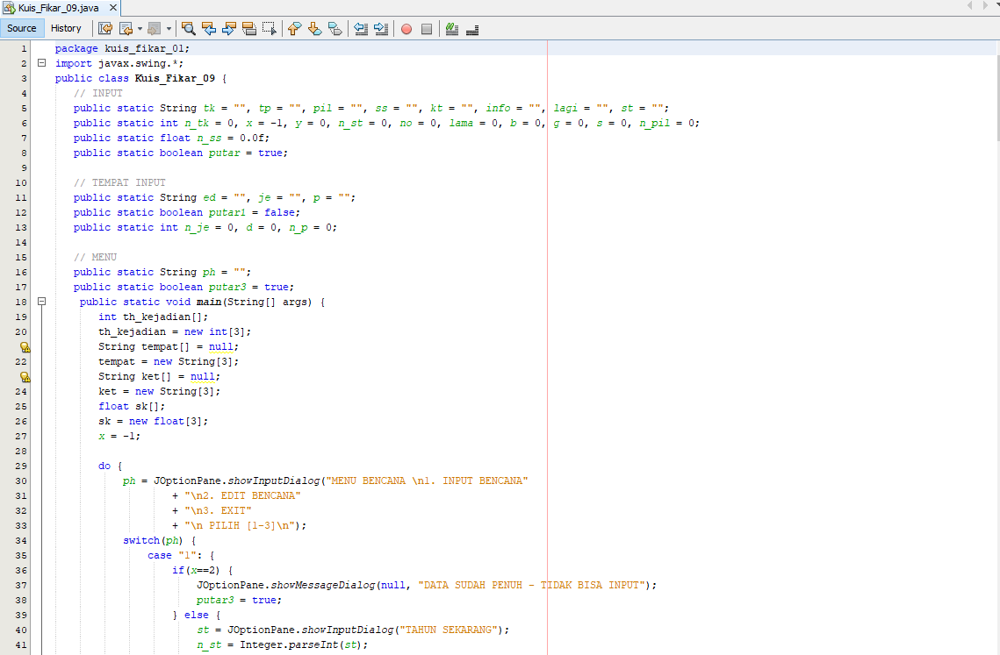 Kuis_Fikar_09.java
Source History
1 package kuis_fikar_01;
2 import javax.swing.*;
3 public class Kuis_Fikar_09 {
4 // INPUT
5 public static String tk = "", tp = "", pil = "", ss = "", kt = "", info = "", lagi = "", st = "";
6 public static int n_tk = 0, x = -1, y = 0, n_st = 0, no = 0, lama = 0, b = 0, g = 0, s = 0, n_pil = 0;
7 public static float n_ss = 0.0f;
8 public static boolean putar = true;
9
10 // TEMPAT INPUT
11 public static String ed = "", je = "", p = "";
12 public static boolean putar1 = false;
13 public static int n_je = 0, d = 0, n_p = 0;
14
15 // MENU
16 public static String ph = "";
17 public static boolean putar3 = true;
18 public static void main(String[] args) {
19 int th_kejadian[];
20 th_kejadian = new int[3];
String tempat[] = null;
22 tempat = new String[3];
String ket[] = null;
24 ket = new String[3];
25 float sk[];
26 sk = new float[3];
27 x = -1;
28
29 do {
30 ph = JOptionPane.showInputDialog("MENU BENCANA \n1. INPUT BENCANA"
31 + "\n2. EDIT BENCANA"
32 + "\n3. EXIT"
33 + "\n PILIH [1-3]\n");
34 switch(ph) {
35 case "1": {
36 if(x==2) {
37 JOptionPane.showMessageDialog(null, "DATA SUDAH PENUH - TIDAK BISA INPUT");
38 putar3 = true;
39 } else {
40 st = JOptionPane.showInputDialog("TAHUN SEKARANG");
41 n_st = Integer.parseInt(st);